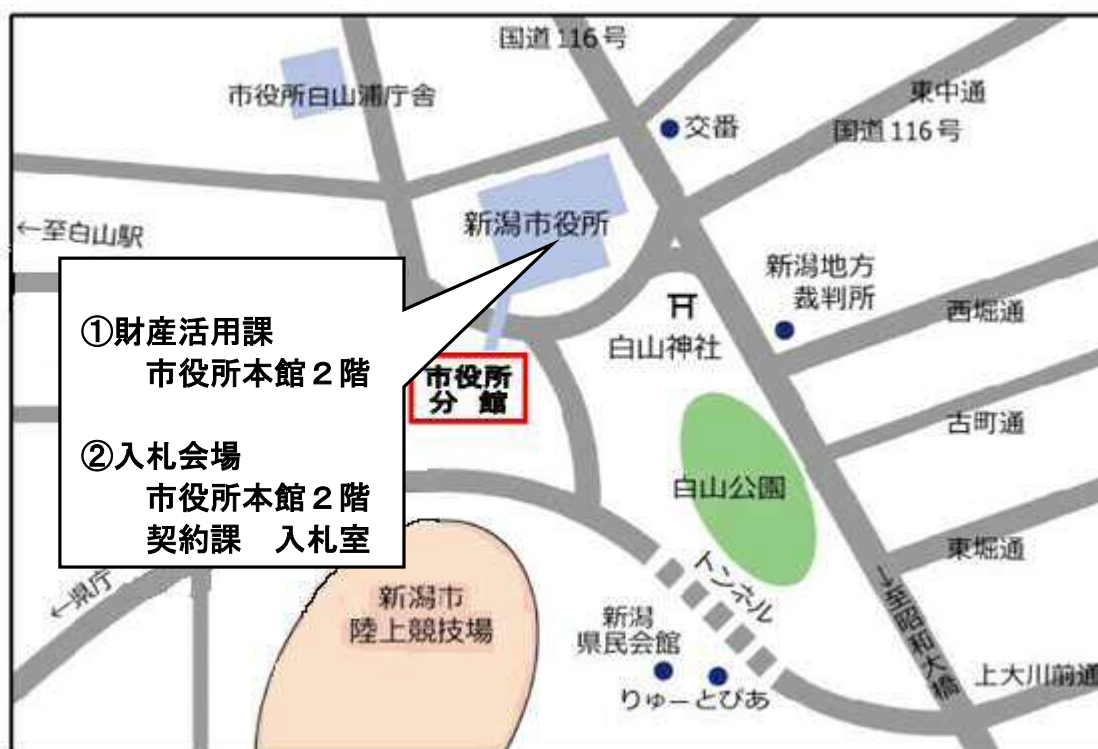 国道116号
市役所白山浦庁舎
東中通
交番
国道116号
新潟市役所
←至白山駅
新潟地方
裁判所
①財産活用課
市役所本館2階
白山神社
西堀通
市役所
分 館
古町通
②入札会場
市役所本館2階
契約課 入札室
白山公園
東堀通
トンネル
←県庁
新潟市
陸上競技場
新潟
県民会館
→至昭和大橋
りゅーとぴあ
上大川前通